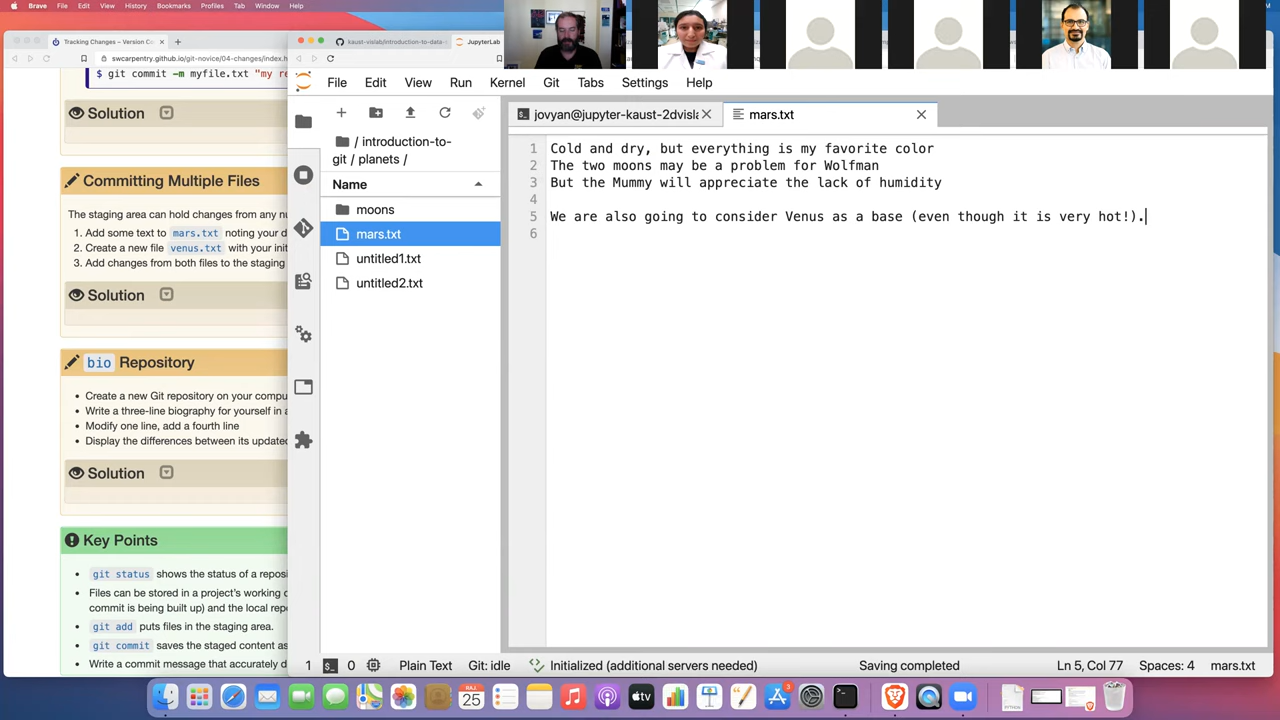 Brave File Edit View History Bookmarks Profiles Tab Window Help
Tracking Changes – Version Co
swcarpentry.github.io/git-novice/04-changes/index.h
$ git commit -m myfile.txt "my re
Solution
Committing Multiple Files
The staging area can hold changes from any nu
1. Add some text to mars.txt noting your d
2. Create a new file venus.txt with your init
3. Add changes from both files to the staging
Solution
bio Repository
Create a new Git repository on your compu
Write a three-line biography for yourself in a
Modify one line, add a fourth line
Display the differences between its update
Solution
Key Points
git status shows the status of a reposi
Files can be stored in a project's working d
commit is being built up) and the local repo
git add puts files in the staging area.
git commit saves the staged content as
Write a commit message that accurately d
kaust-vislab/introduction-to-data-
JupyterLab
File Edit View Run Kernel Git Tabs Settings Help
/ introduction-to-
git / planets /
Name
moons
mars.txt
untitled1.txt
untitled2.txt
jovyan@jupyter-kaust-2dvisla
mars.txt
1 Cold and dry, but everything is my favorite color
2 The two moons may be a problem for Wolfman
3 But the Mummy will appreciate the lack of humidity
4
5 We are also going to consider Venus as a base (even though it is very hot!).
6
1 $_ 0 Plain Text Git: idle Initialized (additional servers needed) Saving completed Ln 5, Col 77 Spaces: 4 mars.txt
25
tv
3
PYTHON